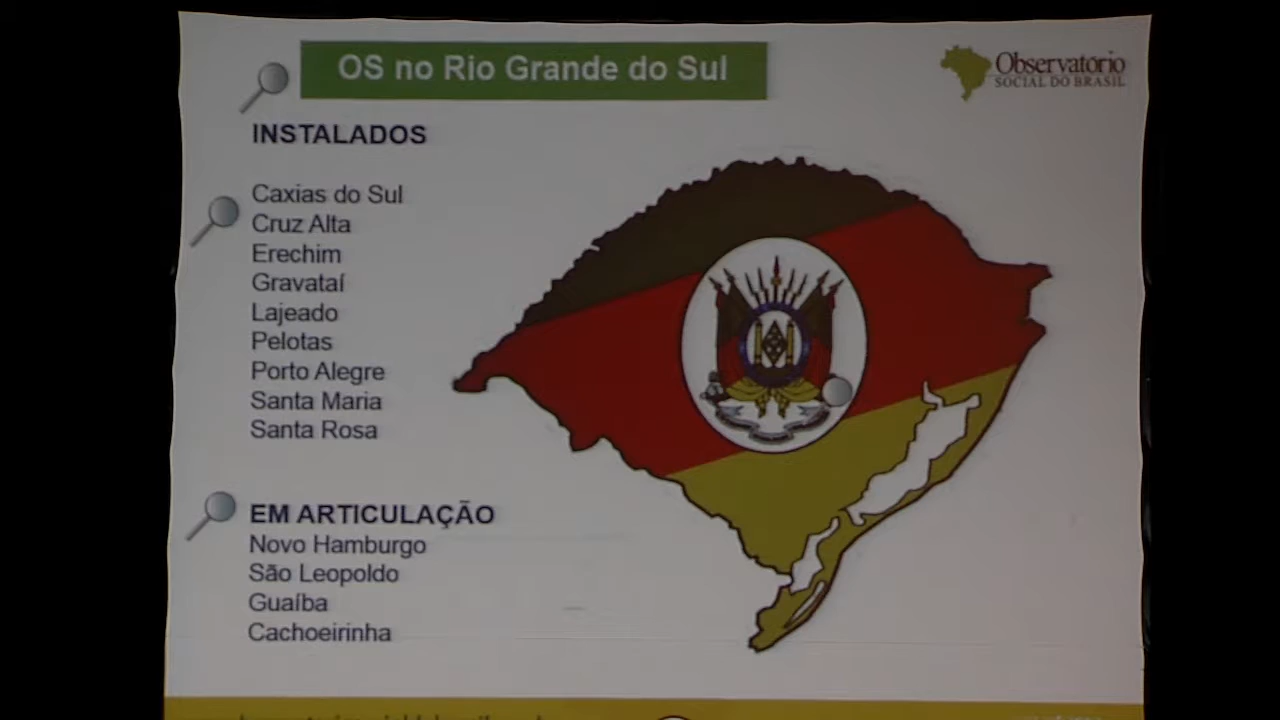 OS no Rio Grande do Sul
Observatório
SOCIAL DO BRASIL
INSTALADOS
Caxias do Sul
Cruz Alta
Erechim
Gravataí
Lajeado
Pelotas
Porto Alegre
Santa Maria
Santa Rosa
EM ARTICULAÇÃO
Novo Hamburgo
São Leopoldo
Guaíba
Cachoeirinha